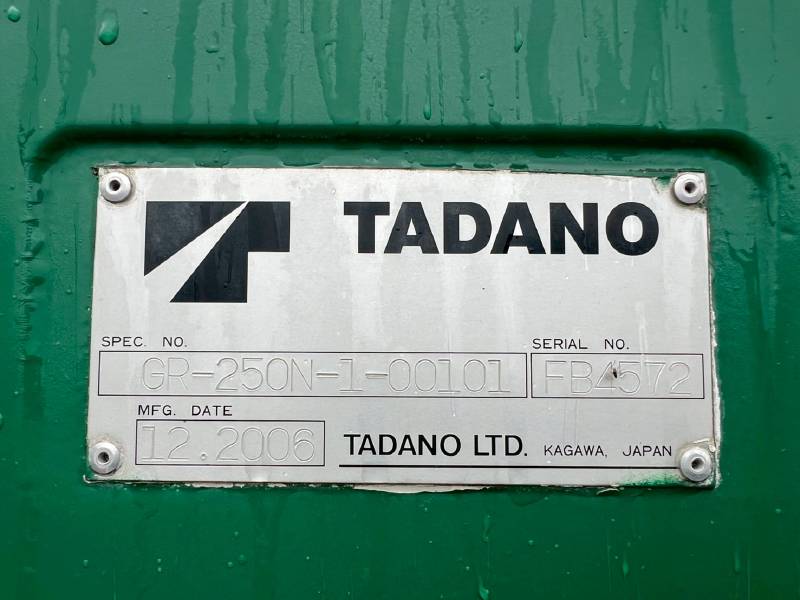 TADANO
SPEC. NO. SERIAL NO.
GR-250N-1-00101 FB4572
MFG. DATE
12.2006 TADANO LTD. KAGAWA, JAPAN